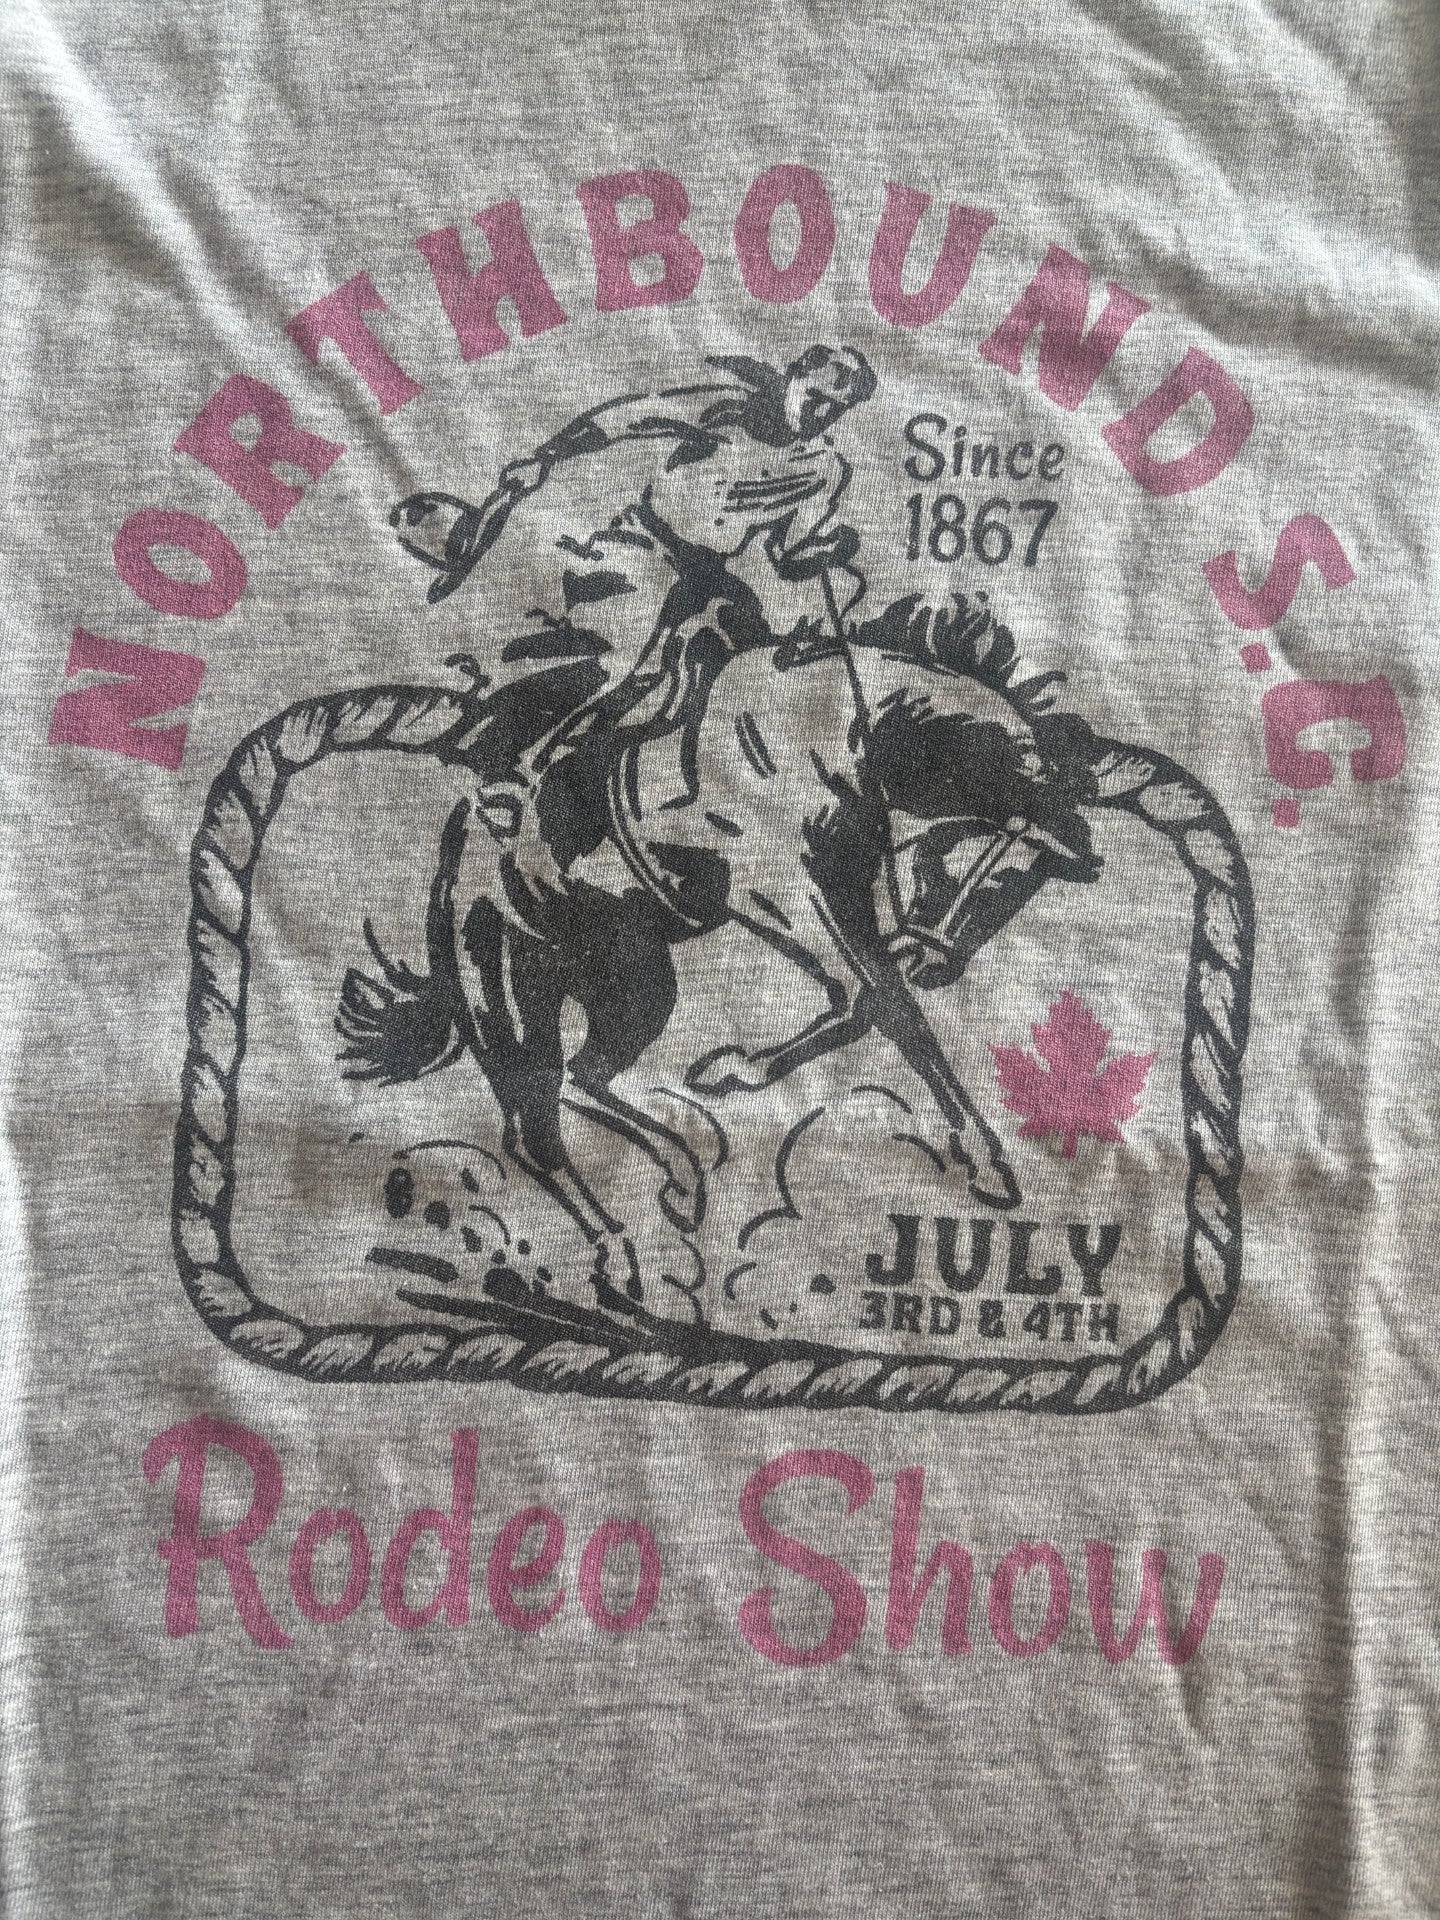 NORTHBOUND S.C.
Since
1867
JULY
3RD & 4TH
Rodeo Show